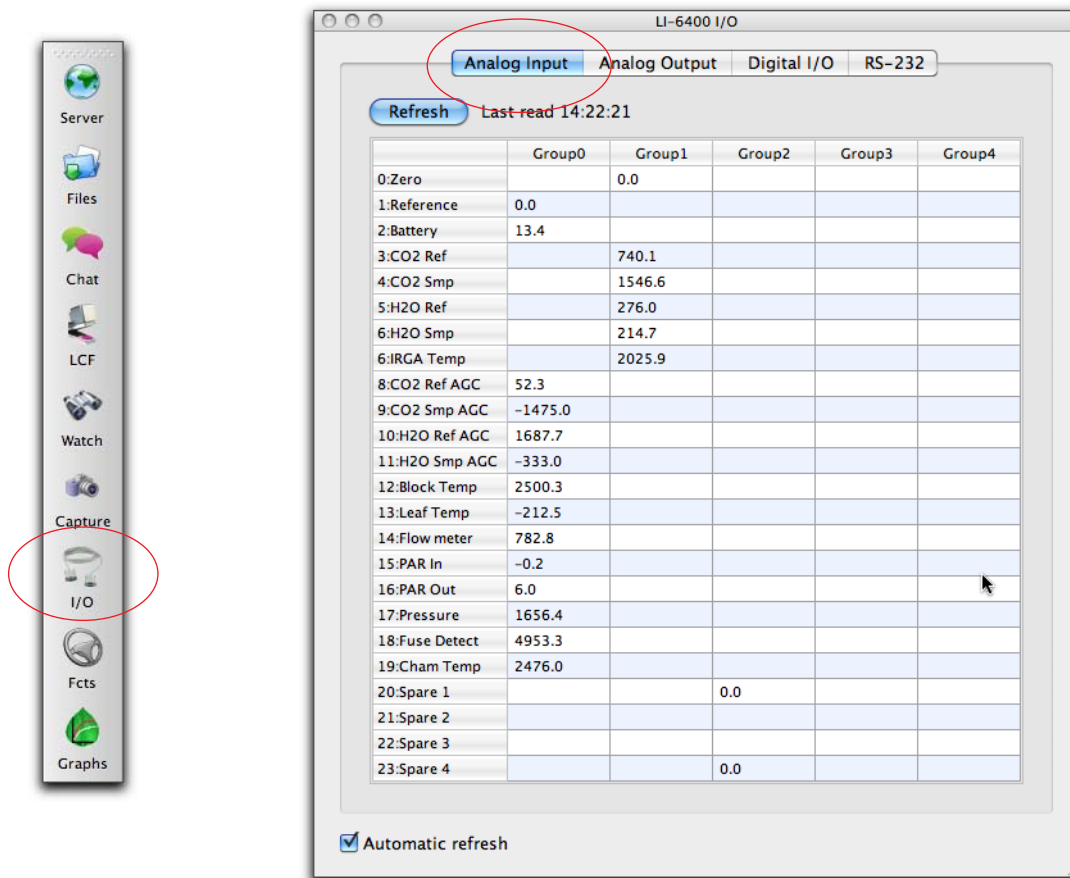 Server
Files
Chat
LCF
Watch
Capture
I/O
Fcts
Graphs
LI-6400 I/O
Analog Input Analog Output Digital I/O RS-232
Refresh Last read 14:22:21
Group0 Group1 Group2 Group3 Group4
0:Zero 0.0
1:Reference 0.0
2:Battery 13.4
3:CO2 Ref 740.1
4:CO2 Smp 1546.6
5:H2O Ref 276.0
6:H2O Smp 214.7
6:IRGA Temp 2025.9
8:CO2 Ref AGC 52.3
9:CO2 Smp AGC -1475.0
10:H2O Ref AGC 1687.7
11:H2O Smp AGC -333.0
12:Block Temp 2500.3
13:Leaf Temp -212.5
14:Flow meter 782.8
15:PAR In -0.2
16:PAR Out 6.0
17:Pressure 1656.4
18:Fuse Detect 4953.3
19:Cham Temp 2476.0
20:Spare 1 0.0
21:Spare 2
22:Spare 3
23:Spare 4 0.0
Automatic refresh